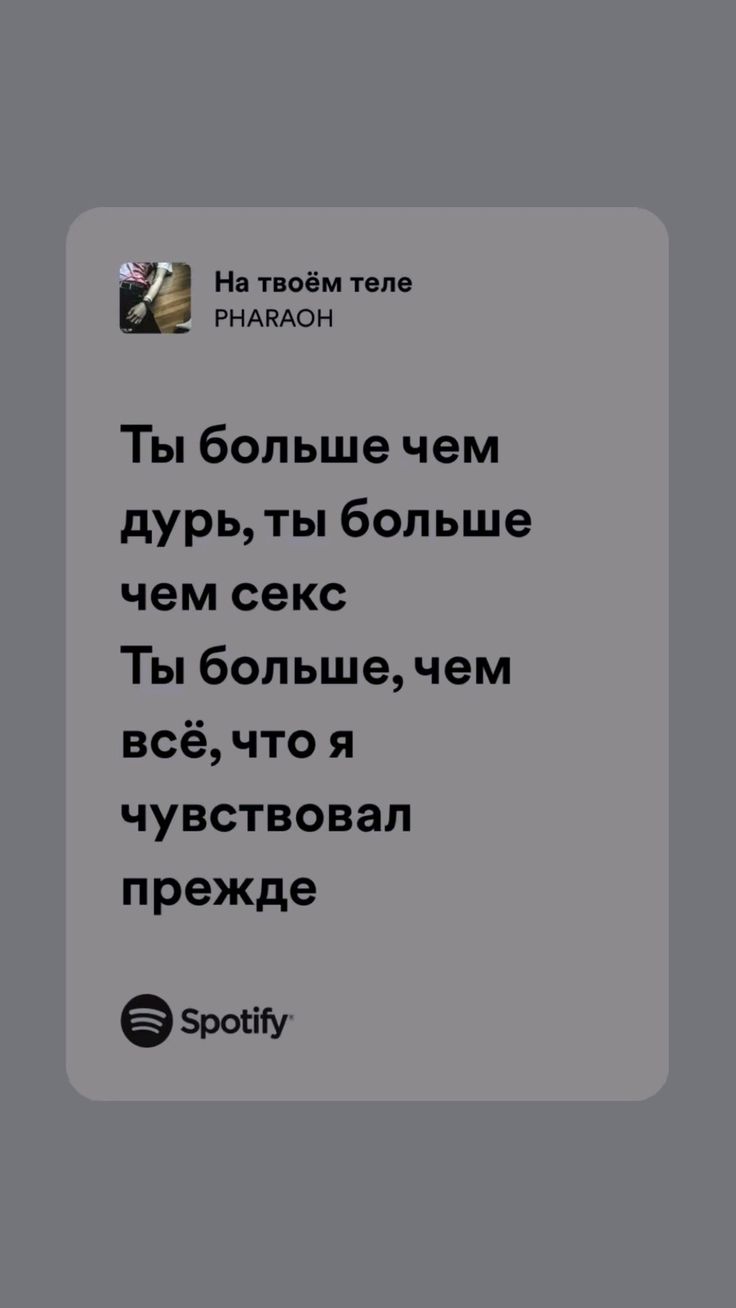 На твоём теле
PHARAOH
Ты больше чем
дурь, ты больше
чем секс
Ты больше, чем
всё, что я
чувствовал
прежде
Spotify